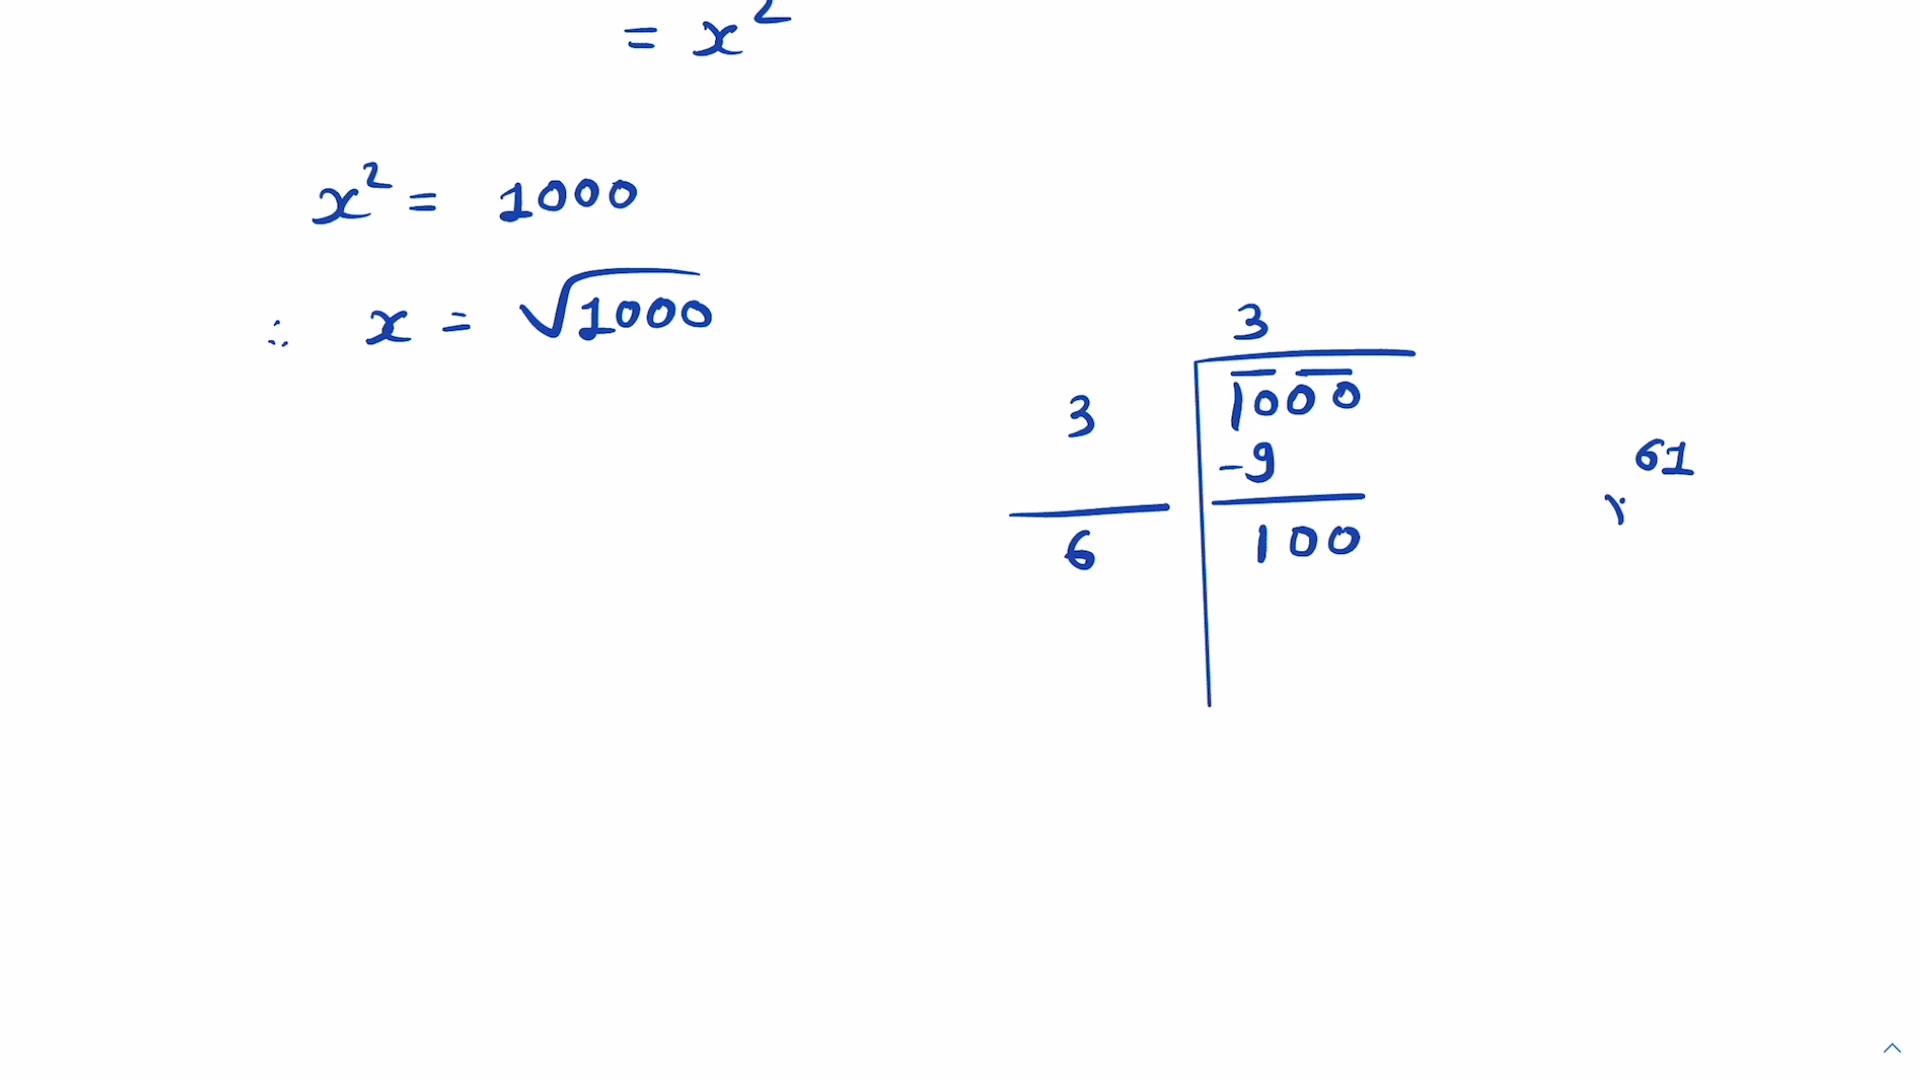 = x²
x² = 1000
∴ x = √1000
3
3 1000
-9
61
6 100